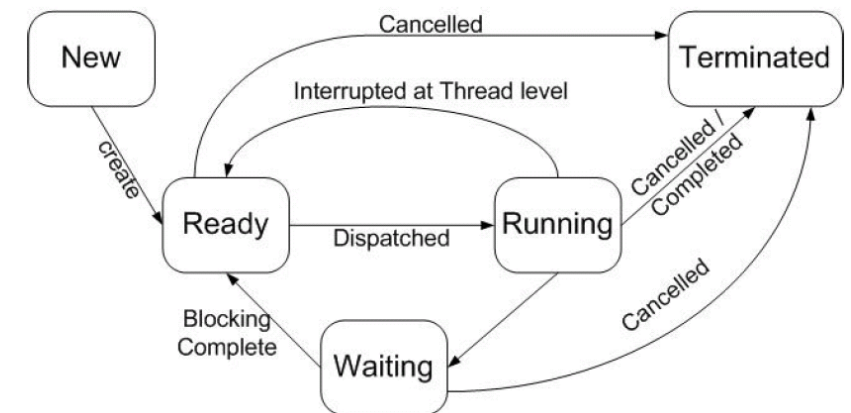 Cancelled
New
Terminated
Interrupted at Thread level
create
Cancelled /
Completed
Ready
Dispatched
Running
Blocking
Complete
Waiting
Cancelled